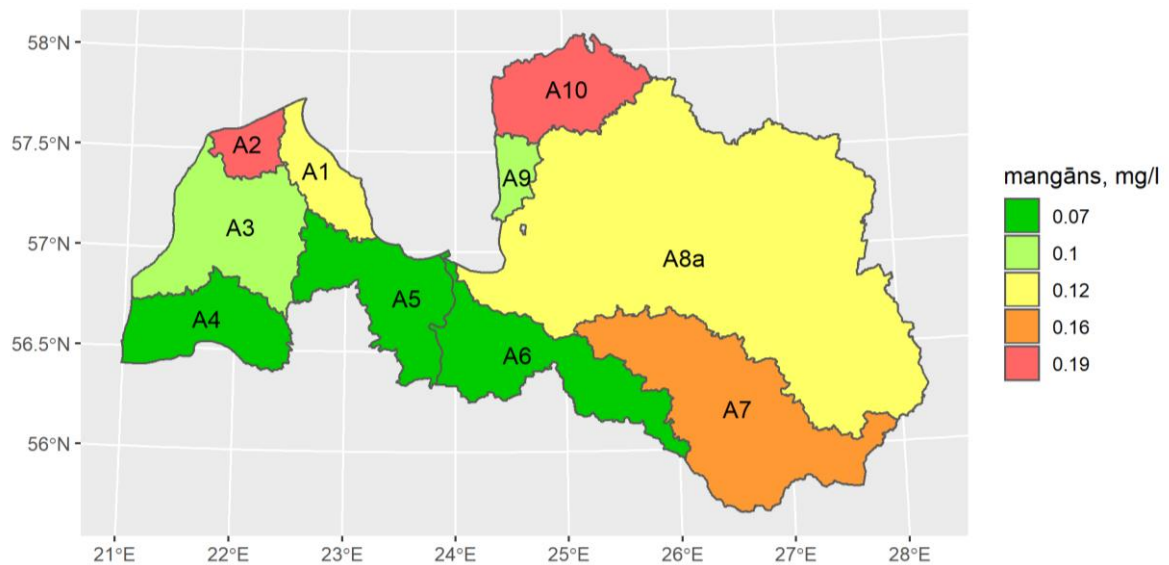 58°N
57.5°N
57°N
56.5°N
56°N
21°E 22°E 23°E 24°E 25°E 26°E 27°E 28°E
A10
A2
A1
A9
A3
A8a
A5
A4
A6
A7
mangāns, mg/l
0.07
0.1
0.12
0.16
0.19